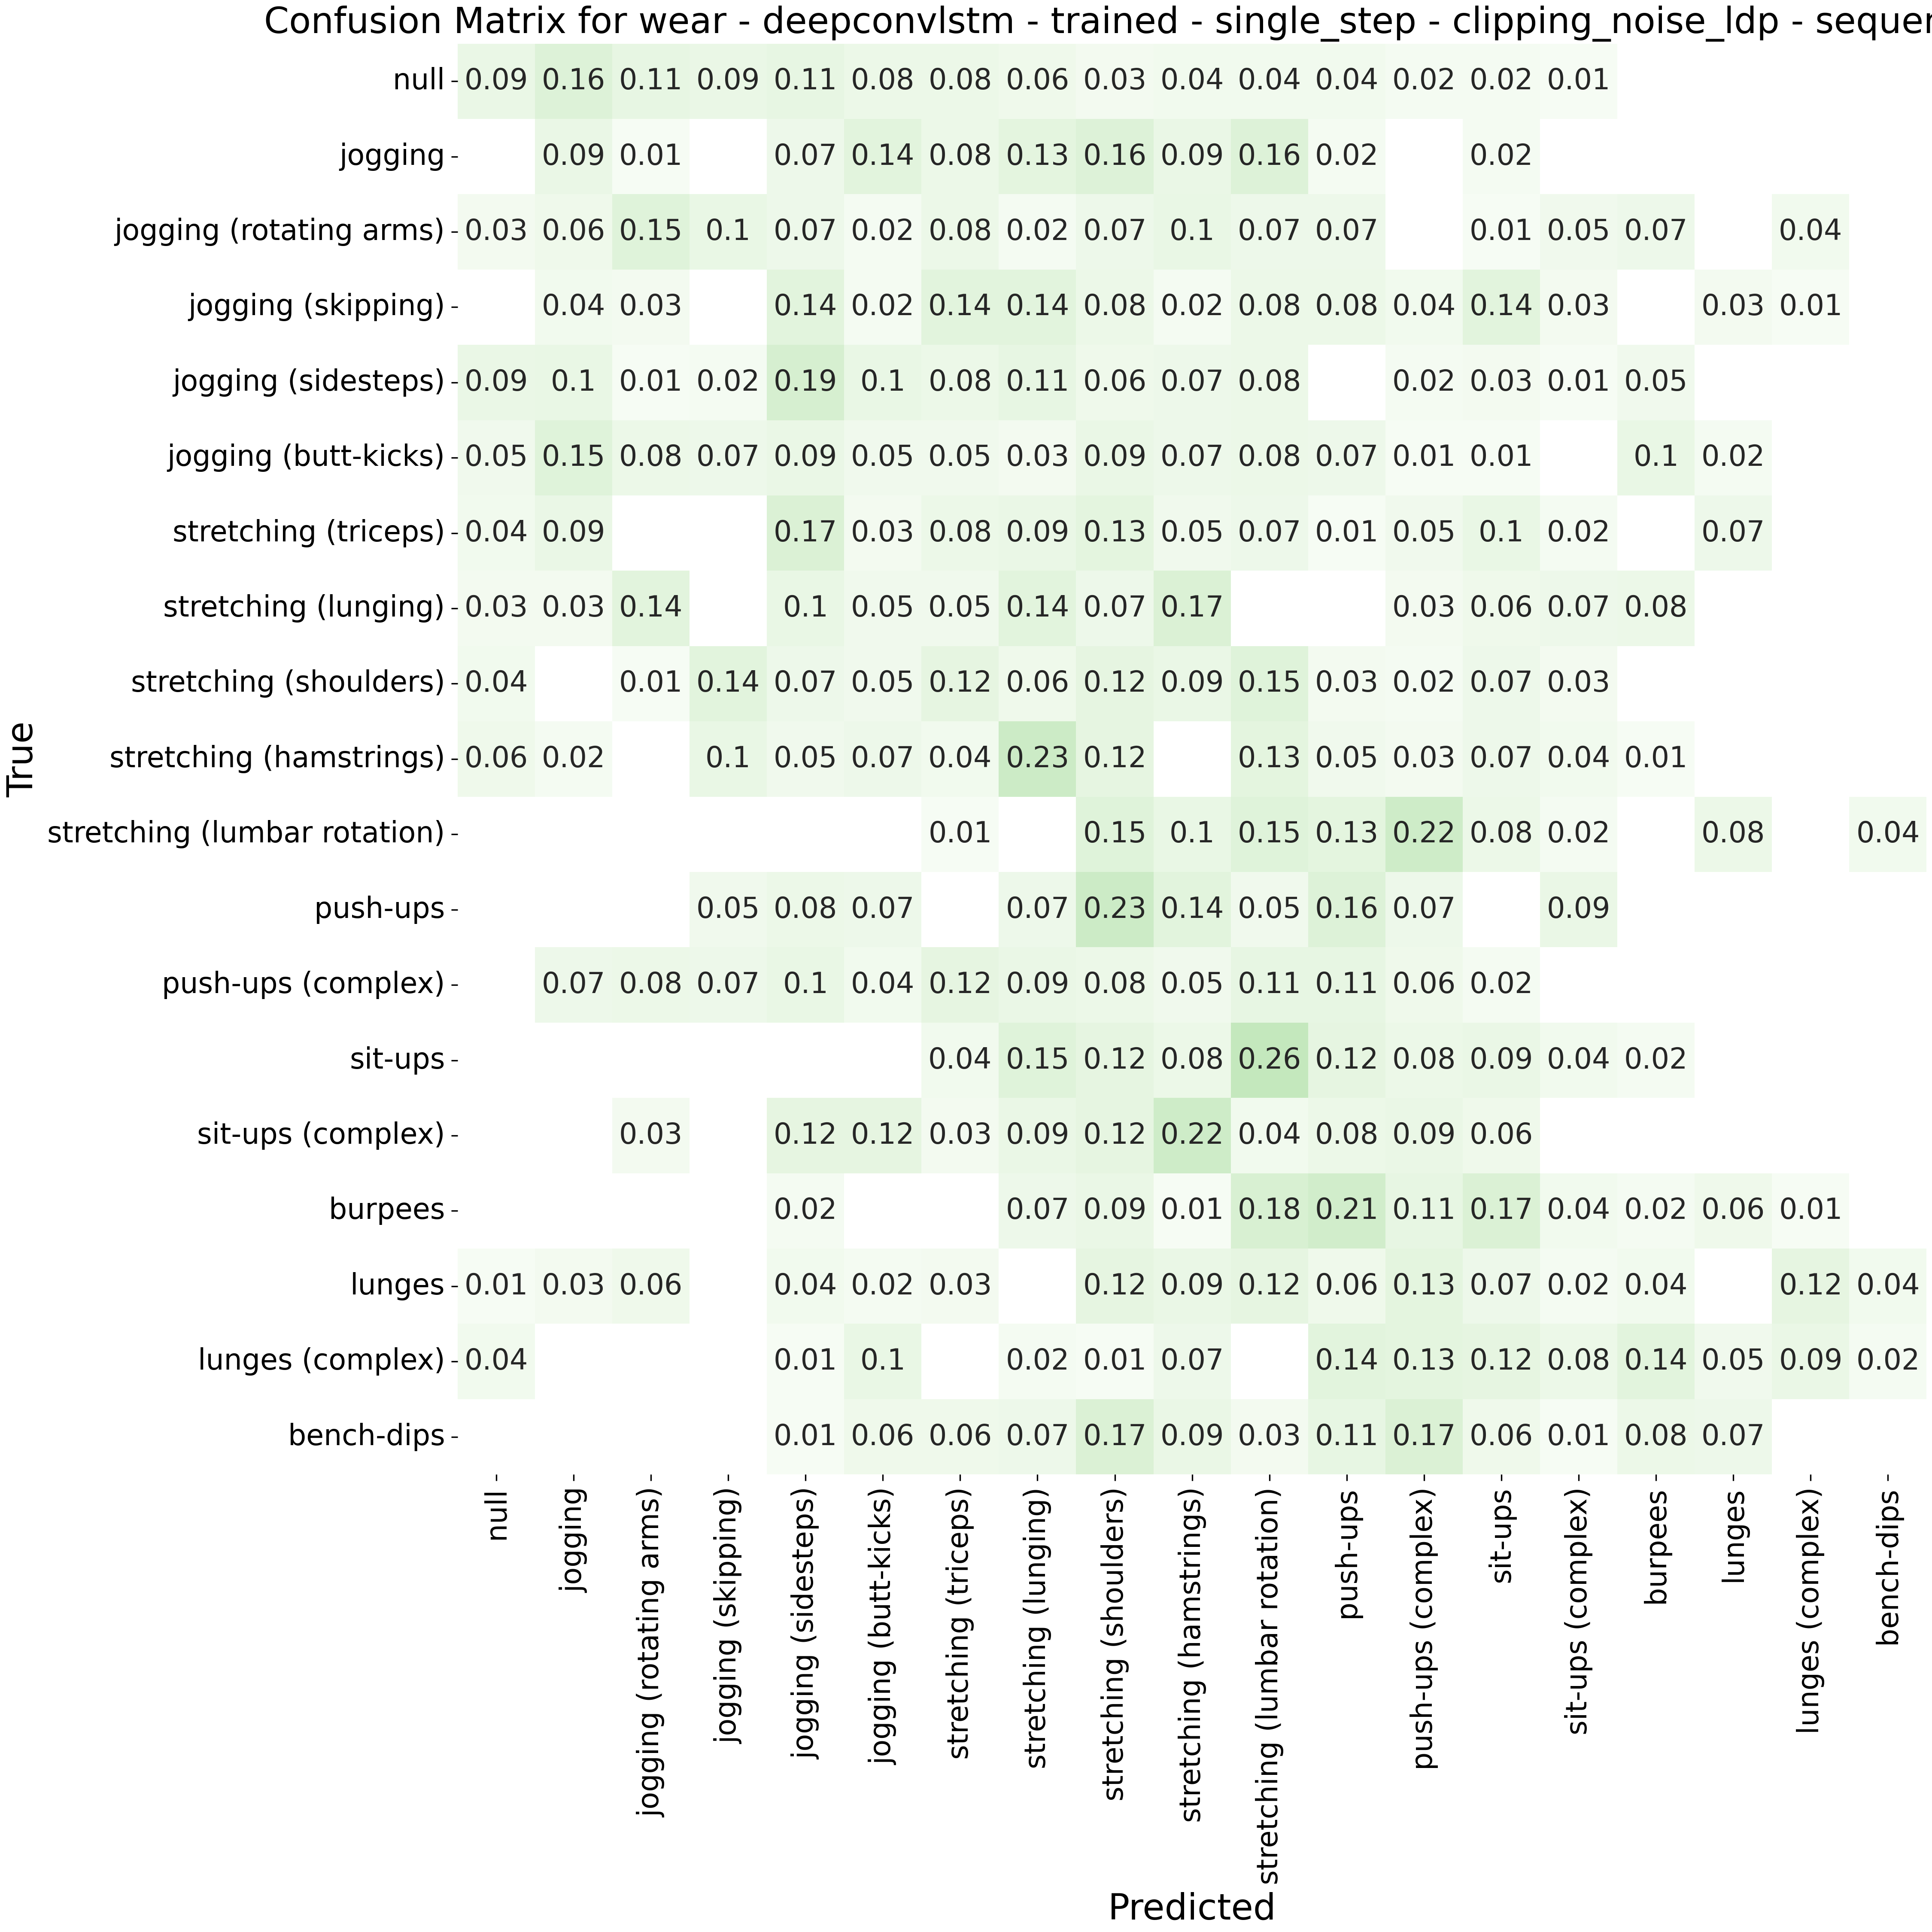 Confusion Matrix for wear - deepconvlstm - trained - single_step - clipping_noise_ldp - sequen
null 0.09 0.16 0.11 0.09 0.11 0.08 0.08 0.06 0.03 0.04 0.04 0.04 0.02 0.02 0.01
jogging 0.09 0.01 0.07 0.14 0.08 0.13 0.16 0.09 0.16 0.02 0.02
jogging (rotating arms) 0.03 0.06 0.15 0.1 0.07 0.02 0.08 0.02 0.07 0.1 0.07 0.07 0.01 0.05 0.07 0.04
jogging (skipping) 0.04 0.03 0.14 0.02 0.14 0.14 0.08 0.02 0.08 0.08 0.04 0.14 0.03 0.03 0.01
jogging (sidesteps) 0.09 0.1 0.01 0.02 0.19 0.1 0.08 0.11 0.06 0.07 0.08 0.02 0.03 0.01 0.05
jogging (butt-kicks) 0.05 0.15 0.08 0.07 0.09 0.05 0.05 0.03 0.09 0.07 0.08 0.07 0.01 0.01 0.1 0.02
stretching (triceps) 0.04 0.09 0.17 0.03 0.08 0.09 0.13 0.05 0.07 0.01 0.05 0.1 0.02 0.07
stretching (lunging) 0.03 0.03 0.14 0.1 0.05 0.05 0.14 0.07 0.17 0.03 0.06 0.07 0.08
stretching (shoulders) 0.04 0.01 0.14 0.07 0.05 0.12 0.06 0.12 0.09 0.15 0.03 0.02 0.07 0.03
stretching (hamstrings) 0.06 0.02 0.1 0.05 0.07 0.04 0.23 0.12 0.13 0.05 0.03 0.07 0.04 0.01
stretching (lumbar rotation) 0.01 0.15 0.1 0.15 0.13 0.22 0.08 0.02 0.08 0.04
push-ups 0.05 0.08 0.07 0.07 0.23 0.14 0.05 0.16 0.07 0.09
push-ups (complex) 0.07 0.08 0.07 0.1 0.04 0.12 0.09 0.08 0.05 0.11 0.11 0.06 0.02
sit-ups 0.04 0.15 0.12 0.08 0.26 0.12 0.08 0.09 0.04 0.02
sit-ups (complex) 0.03 0.12 0.12 0.03 0.09 0.12 0.22 0.04 0.08 0.09 0.06
burpees 0.02 0.07 0.09 0.01 0.18 0.21 0.11 0.17 0.04 0.02 0.06 0.01
lunges 0.01 0.03 0.06 0.04 0.02 0.03 0.12 0.09 0.12 0.06 0.13 0.07 0.02 0.04 0.12 0.04
lunges (complex) 0.04 0.01 0.1 0.02 0.01 0.07 0.14 0.13 0.12 0.08 0.14 0.05 0.09 0.02
bench-dips 0.01 0.06 0.06 0.07 0.17 0.09 0.03 0.11 0.17 0.06 0.01 0.08 0.07
True
null
jogging
jogging (rotating arms)
jogging (skipping)
jogging (sidesteps)
jogging (butt-kicks)
stretching (triceps)
stretching (lunging)
stretching (shoulders)
stretching (hamstrings)
stretching (lumbar rotation)
push-ups
push-ups (complex)
sit-ups
sit-ups (complex)
burpees
lunges
lunges (complex)
bench-dips
Predicted